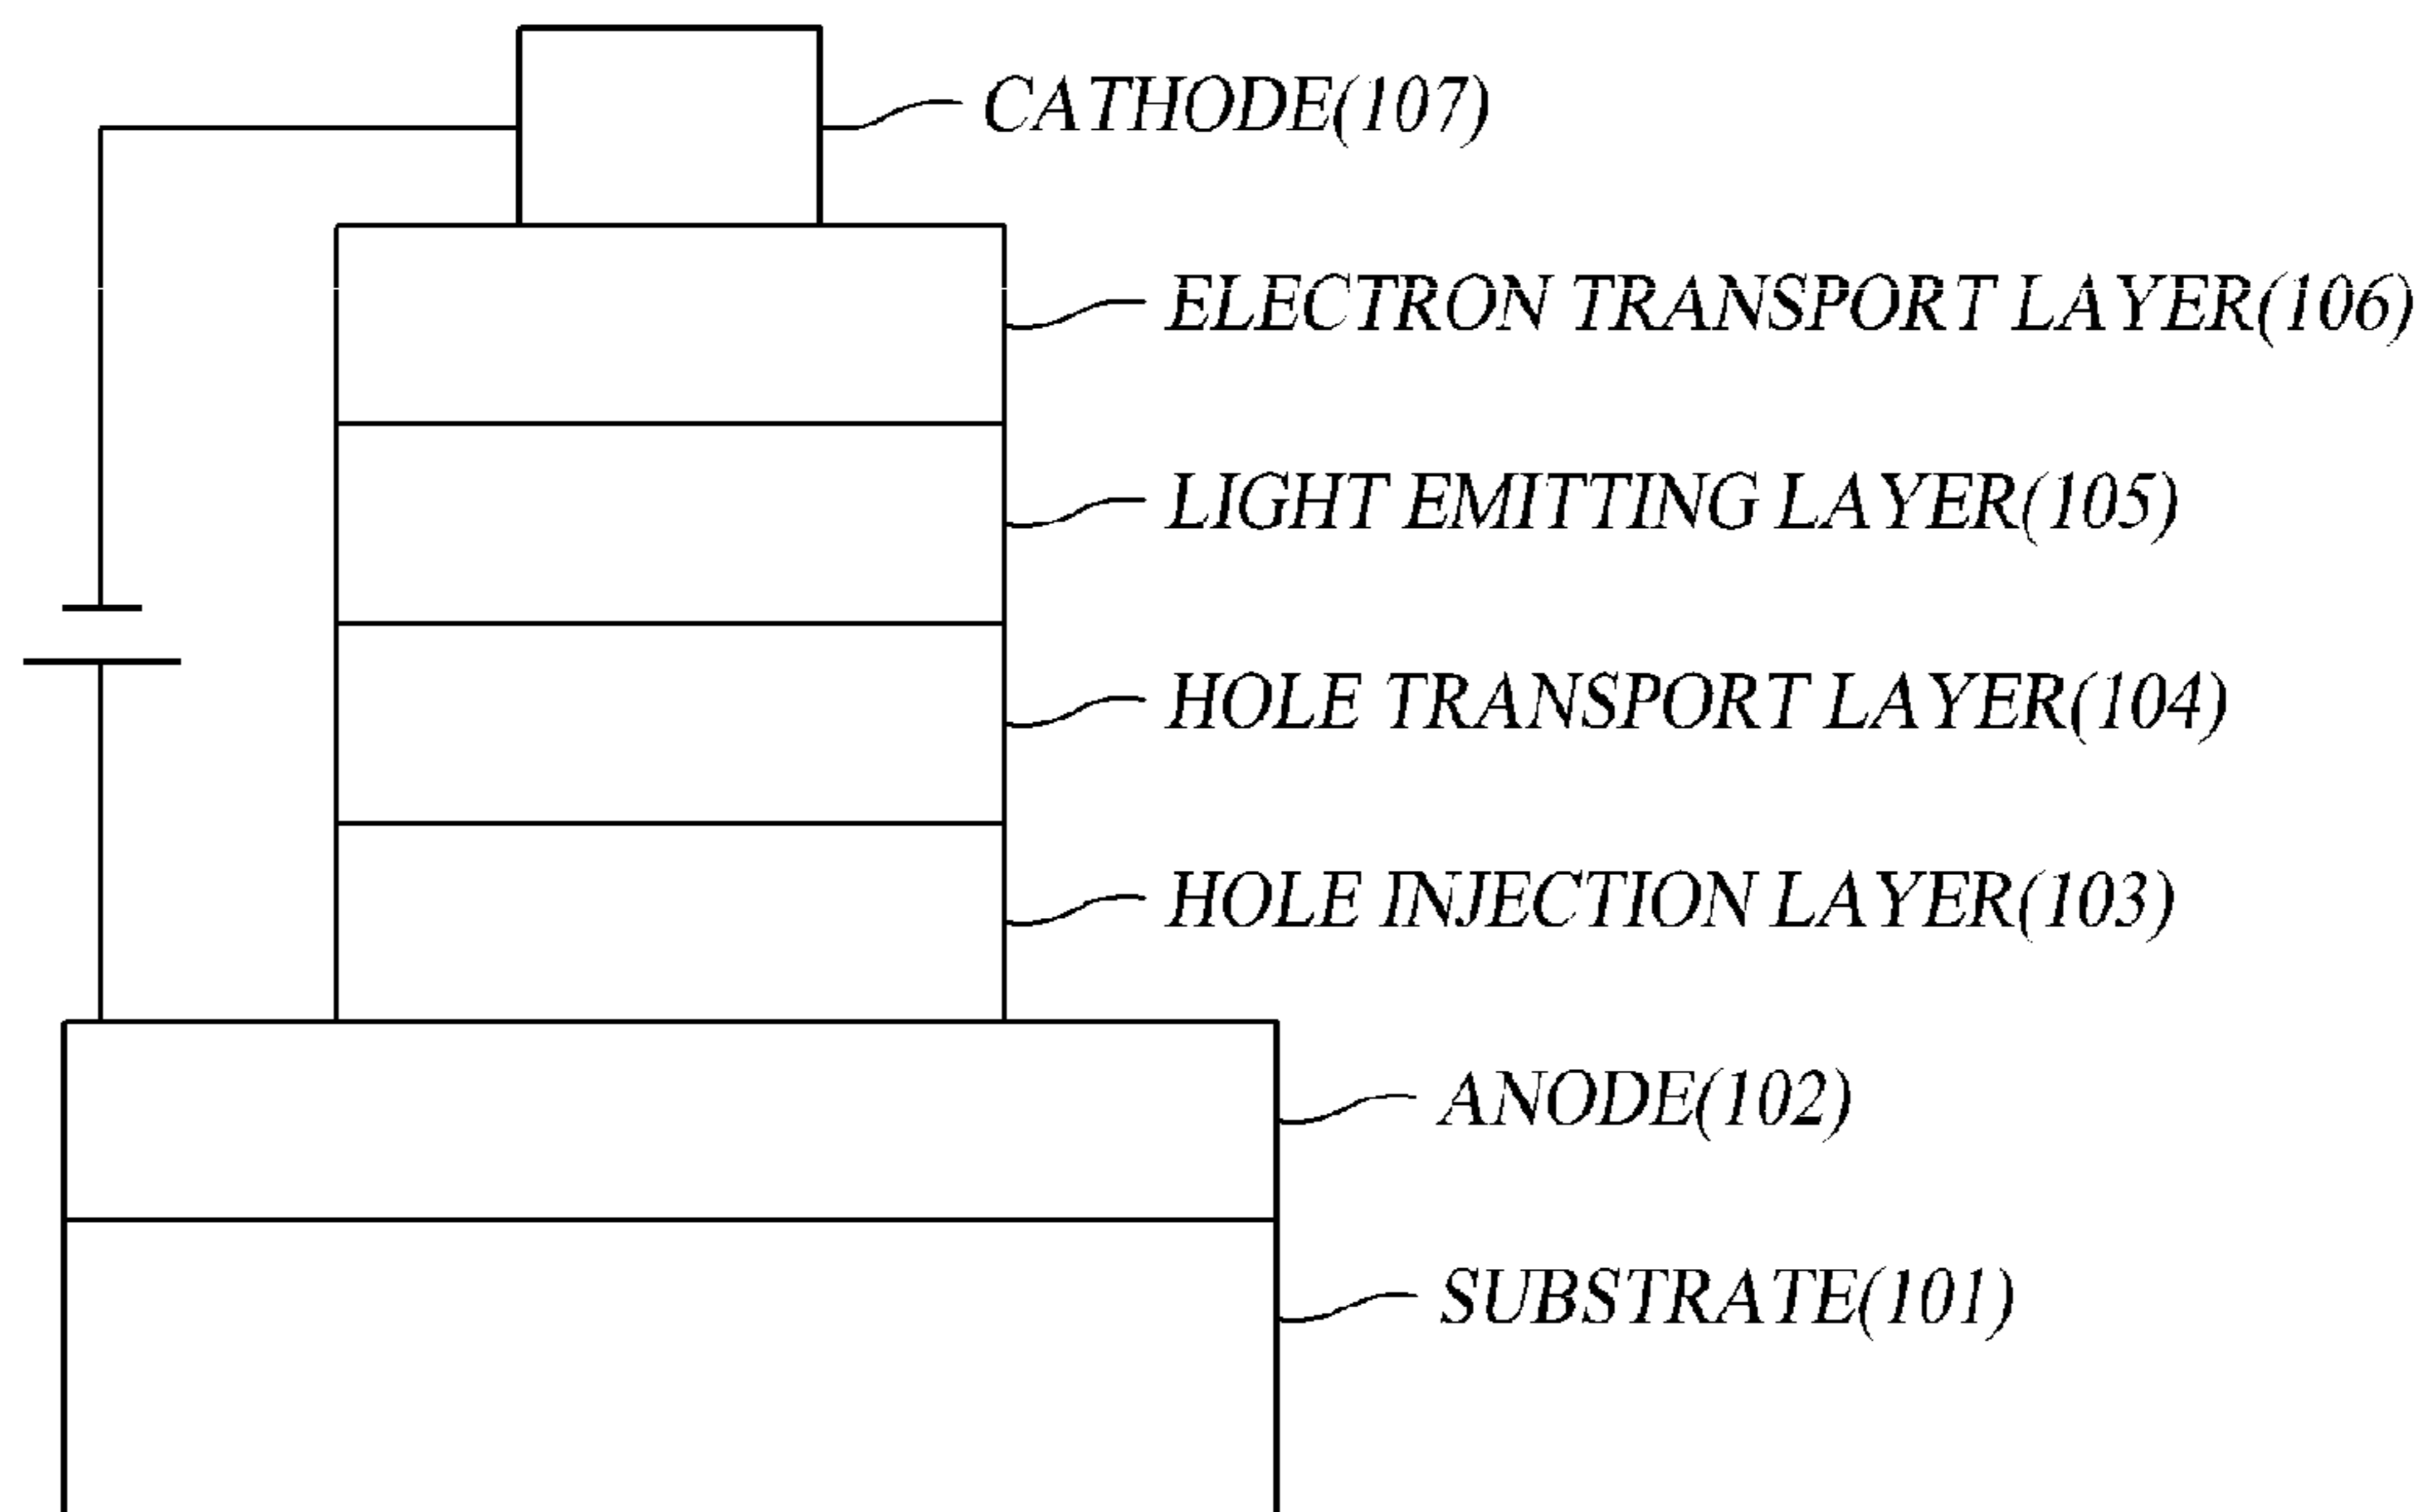 CATHODE(107)
ELECTRON TRANSPORT LAYER(106)
LIGHT EMITTING LAYER(105)
HOLE TRANSPORT LAYER(104)
HOLE INJECTION LAYER(103)
ANODE(102)
SUBSTRATE(101)